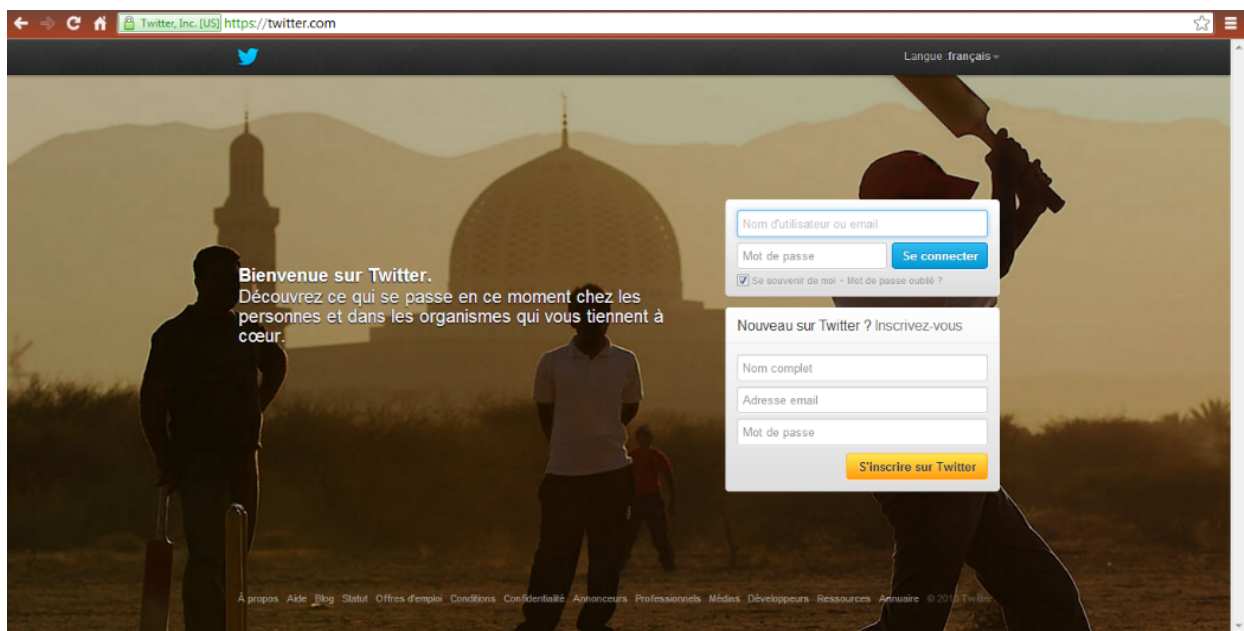 Twitter, Inc. [US] https://twitter.com
Langue :français
Bienvenue sur Twitter.
Découvrez ce qui se passe en ce moment chez les
personnes et dans les organismes qui vous tiennent à
cœur.
Nom d'utilisateur ou email
Mot de passe
Se connecter
Se souvenir de moi · Mot de passe oublié ?
Nouveau sur Twitter ? Inscrivez-vous
Nom complet
Adresse email
Mot de passe
S'inscrire sur Twitter
À propos Aide Blog Statut Offres d'emploi Conditions Confidentialité Annonceurs Professionnels Médias Développeurs Ressources Annuaire © 2013 Twitter